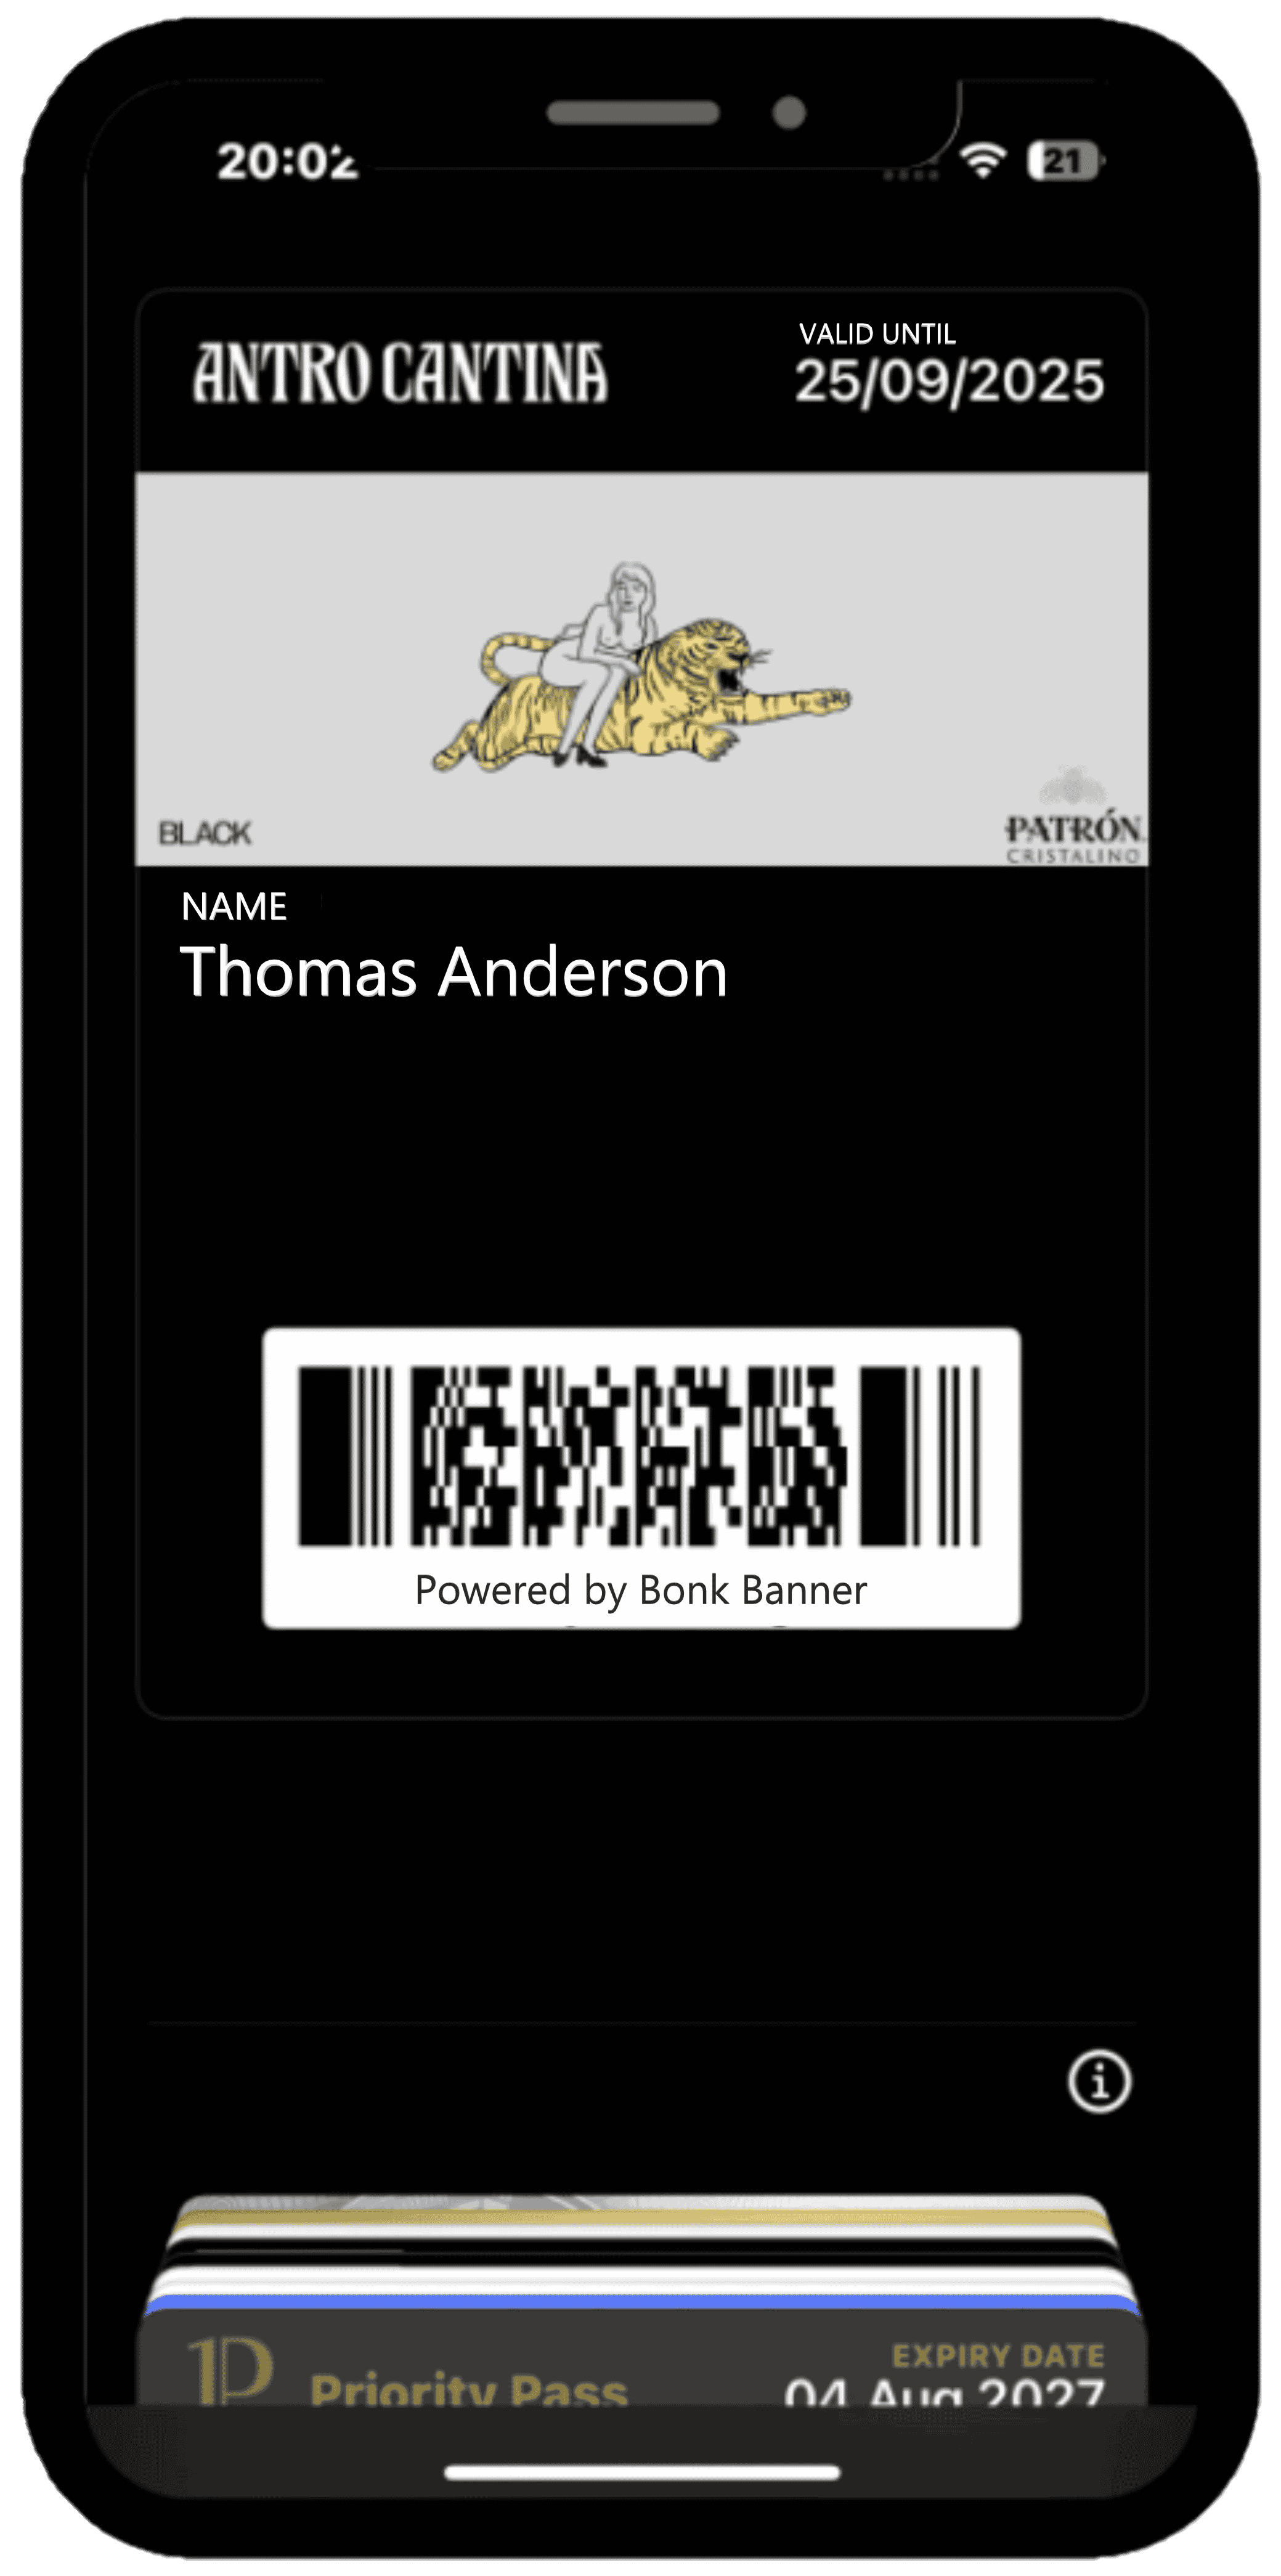 20:02
21
ANTRO CANTINA
VALID UNTIL
25/09/2025
BLACK
PATRÓN
CRISTALINO
NAME
Thomas Anderson
Powered by Bonk Banner
i
1P
Priority Pass
EXPIRY DATE
04 Aug 2027